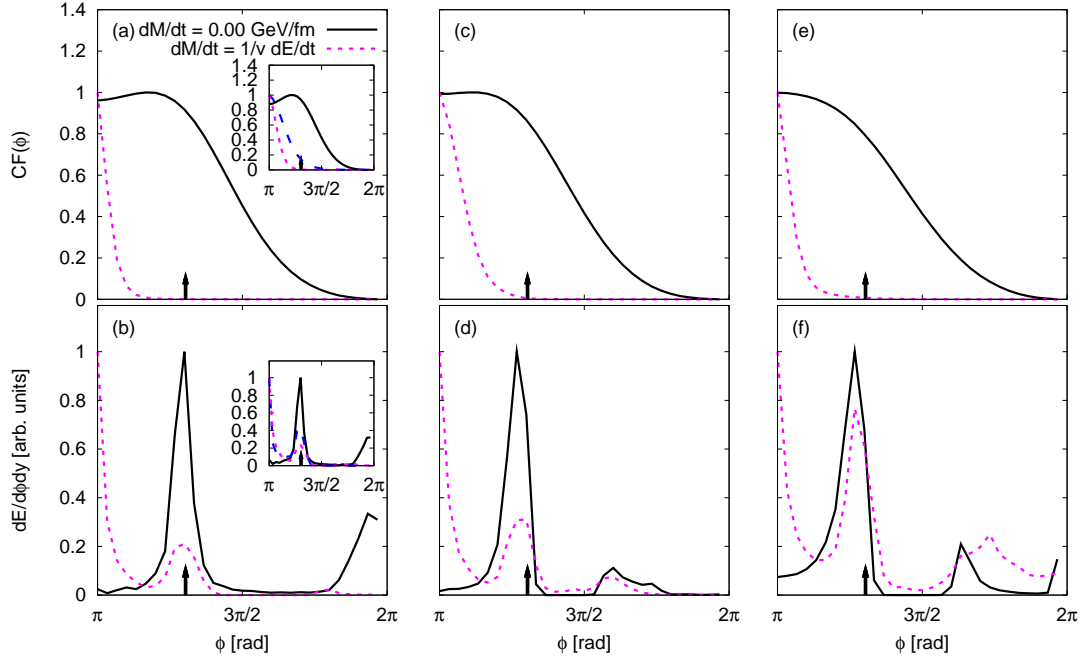 1.4
1.2
1
0.8
0.6
0.4
0.2
0
CF(ϕ)
(a)
dM/dt = 0.00 GeV/fm
dM/dt = 1/v dE/dt
1.4
1.2
1
0.8
0.6
0.4
0.2
0
π
3π/2
2π
(c)
(e)
1
0.8
0.6
0.4
0.2
0
dE/dϕdy [arb. units]
(b)
1
0.8
0.6
0.4
0.2
0
π
3π/2
2π
(d)
(f)
π
3π/2
2π
ϕ [rad]
π
3π/2
2π
ϕ [rad]
π
3π/2
2π
ϕ [rad]